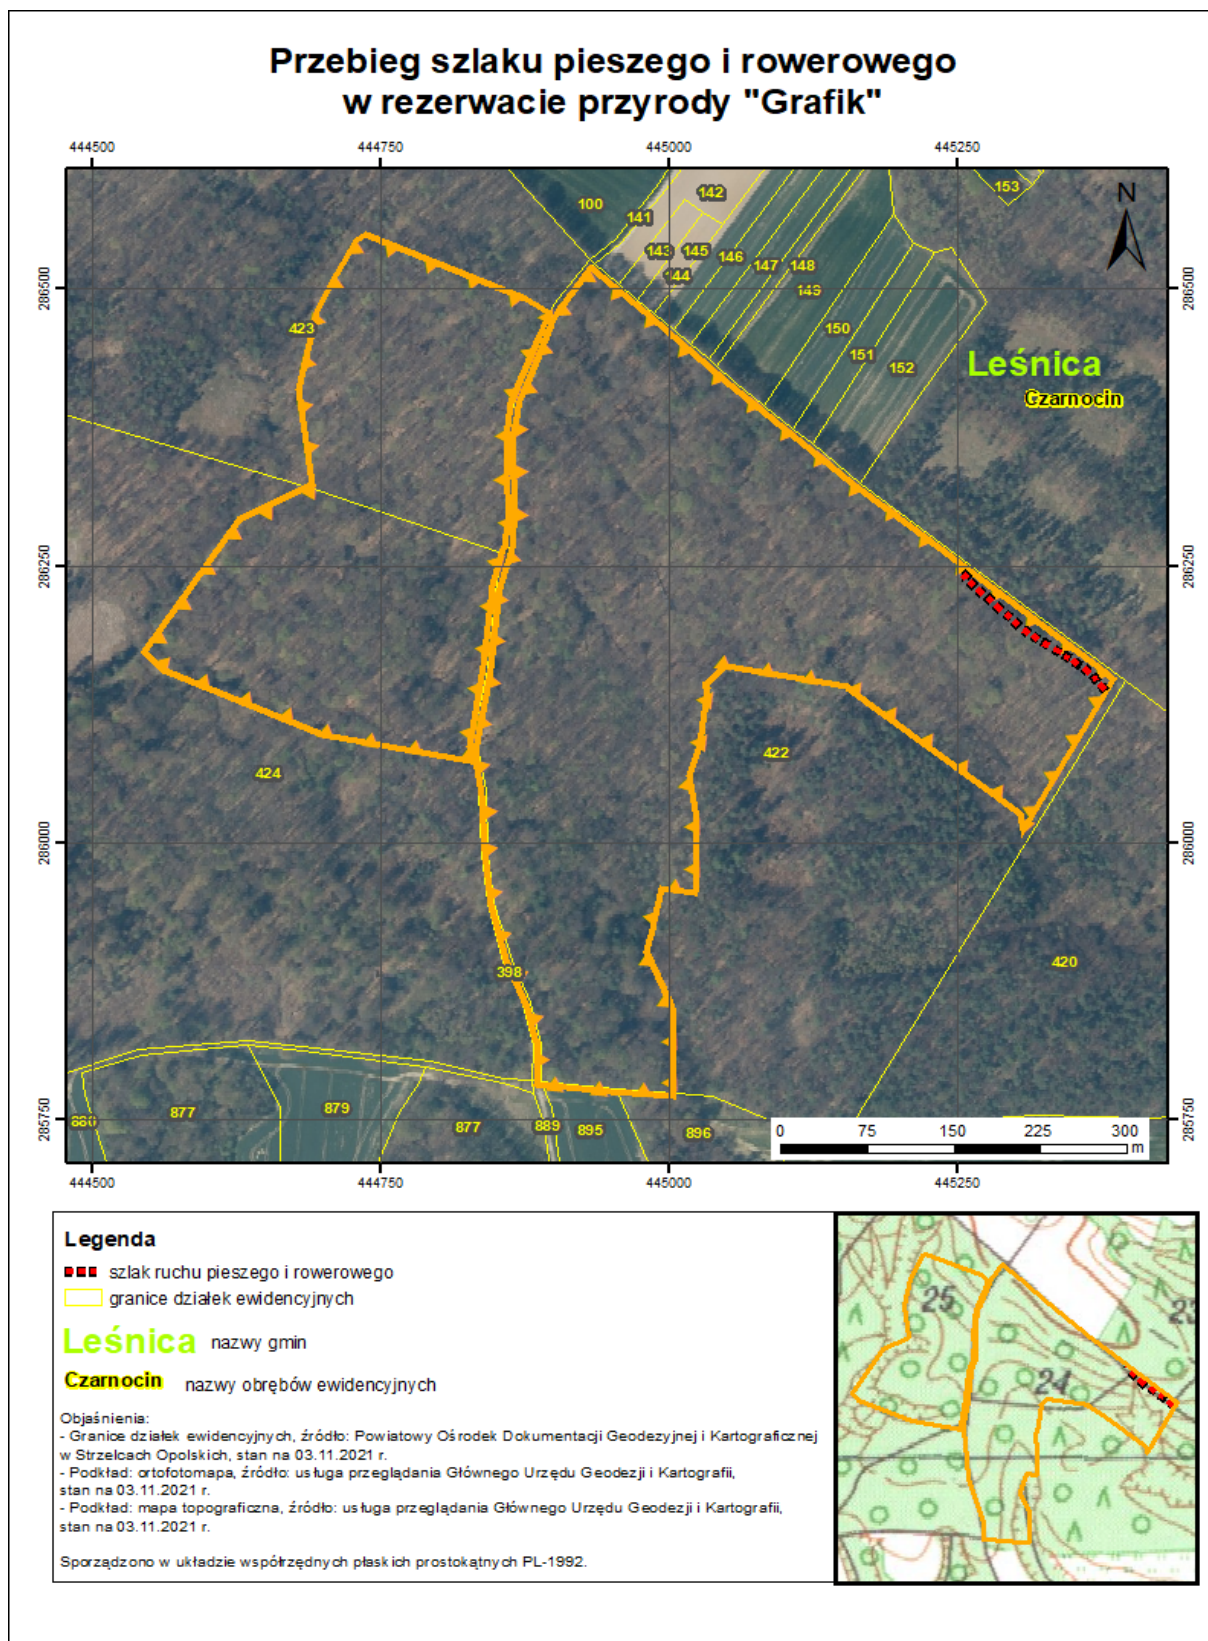 Przebieg szlaku pieszego i rowerowego
w rezerwacie przyrody "Grafik"
444500 444750 445000 445250
153
142
100
141
N
143 145
146
144
147 148
149
286500 286500
423
150
151
152
Leśnica
Czarnocin
286250 286250
422
424
286000 286000
420
398
877
879
877
889
895
896
880
285750 285750
0 75 150 225 300
m
444500 444750 445000 445250
Legenda
szlak ruchu pieszego i rowerowego
granice działek ewidencyjnych
Leśnica nazwy gmin
Czarnocin nazwy obrębów ewidencyjnych
Objaśnienia:
- Granice działek ewidencyjnych, źródło: Powiatowy Ośrodek Dokumentacji Geodezyjnej i Kartograficznej
w Strzelcach Opolskich, stan na 03.11.2021 r.
- Podkład: ortofotomapa, źródło: usługa przeglądania Głównego Urzędu Geodezji i Kartografii,
stan na 03.11.2021 r.
- Podkład: mapa topograficzna, źródło: usługa przeglądania Głównego Urzędu Geodezji i Kartografii,
stan na 03.11.2021 r.
Sporządzono w układzie współrzędnych płaskich prostokątnych PL-1992.
25
23
24